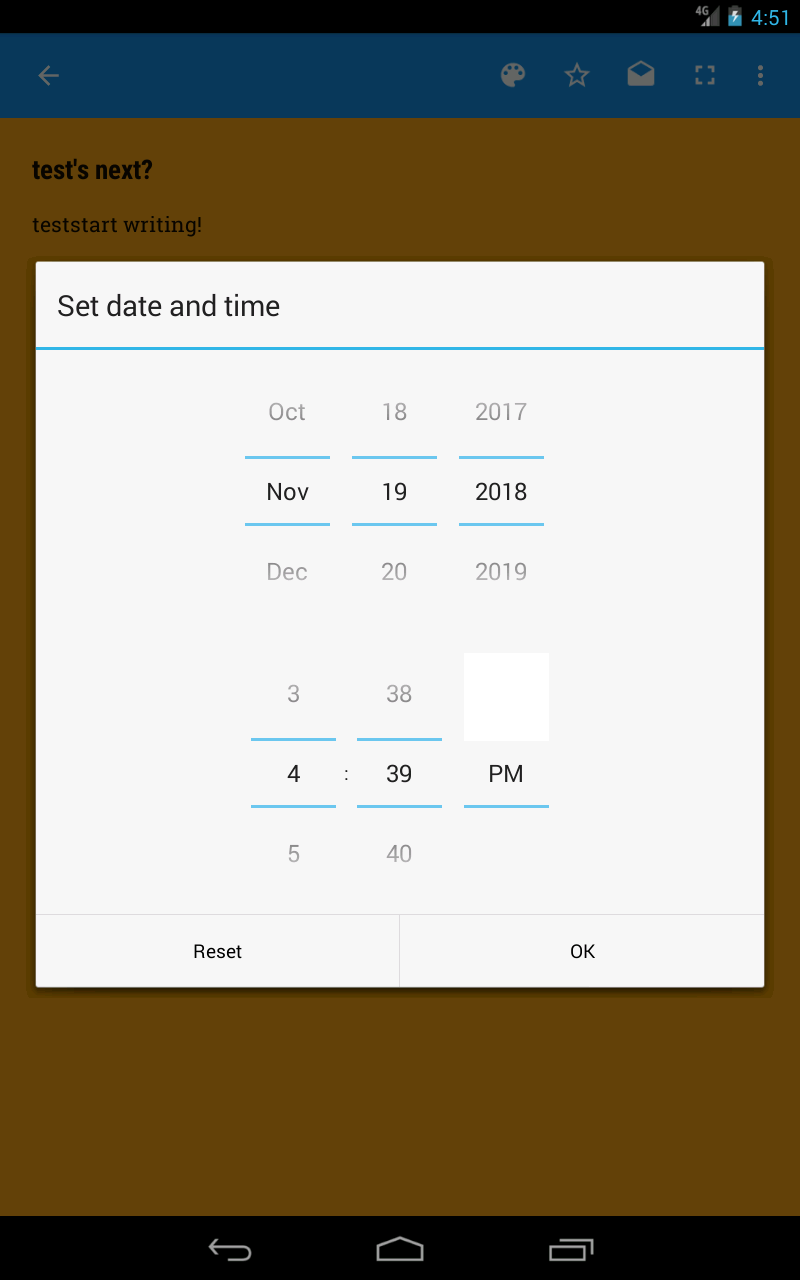 4G 4:51
test's next?
teststart writing!
Set date and time
Oct 18 2017
Nov 19 2018
Dec 20 2019
3 38
4 : 39 PM
5 40
Reset OK